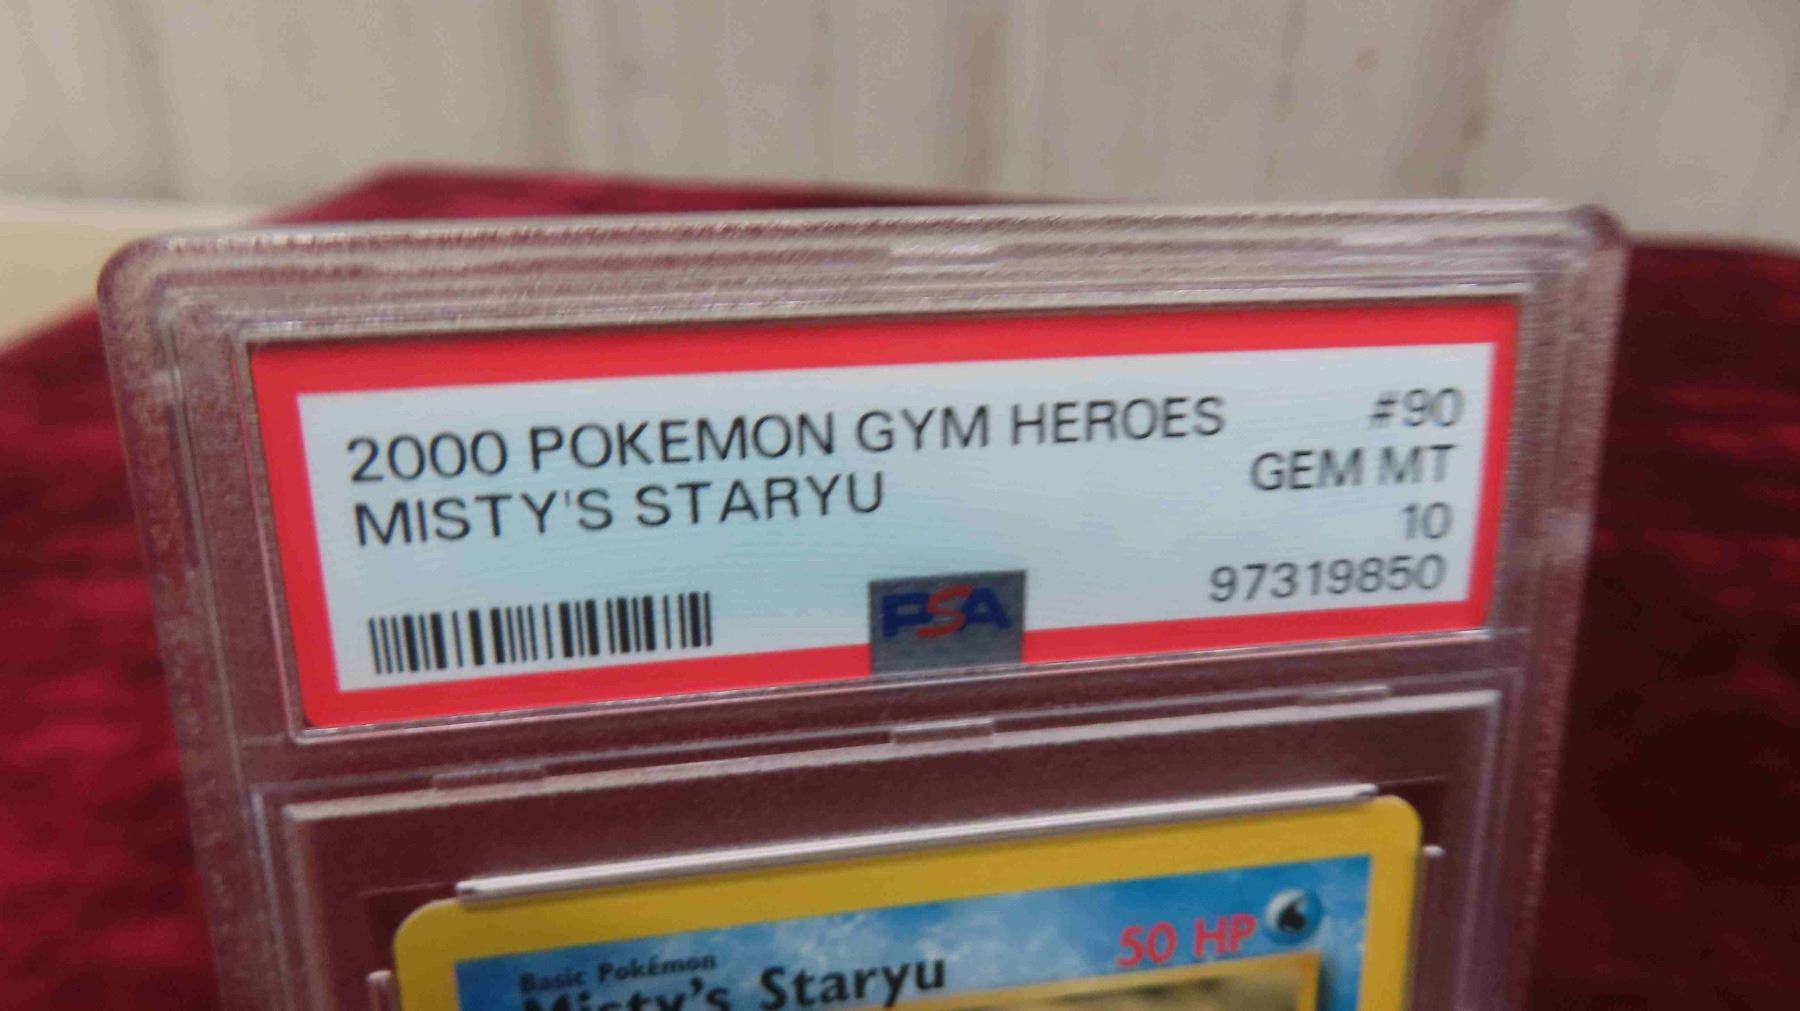 2000 POKEMON GYM HEROES #90
MISTY'S STARYU GEM MT
10
PSA 97319850
Basic Pokémon
Misty's Staryu 50 HP